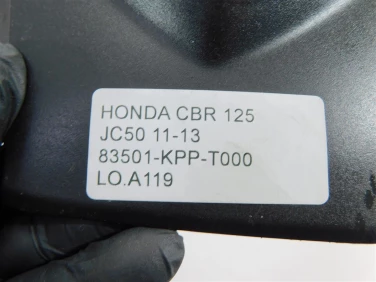 HONDA CBR 125
JC50 11-13
83501-KPP-T000
LO.A119